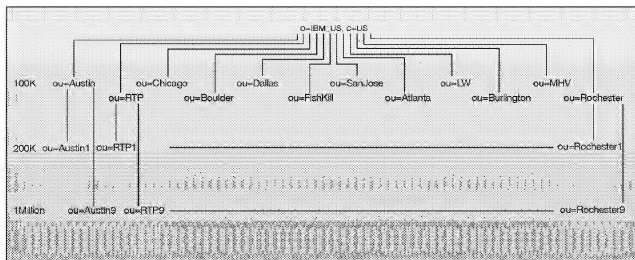 o=IBM_US, c=US
100K ou=Austin ou=Chicago ou=Dallas ou=SanJose ou=LW ou=MHV
ou=RTP ou=Boulder ou=FishKill ou=Atlanta ou=Burlington ou=Rochester
200K ou=Austin1 ou=RTP1 ou=Rochester1
1Million ou=Austin9 ou=RTP9 ou=Rochester9